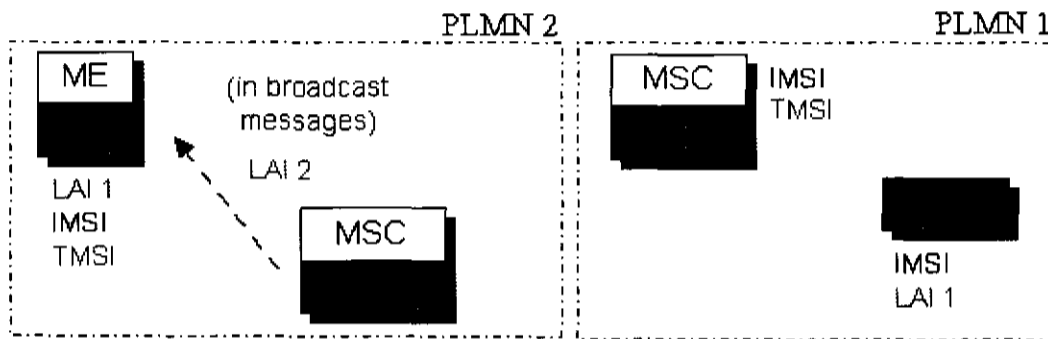 PLMN 2
ME
(in broadcast
messages)
LAI 2
LAI 1
IMSI
TMSI
MSC
PLMN 1
MSC
IMSI
TMSI
IMSI
LAI 1